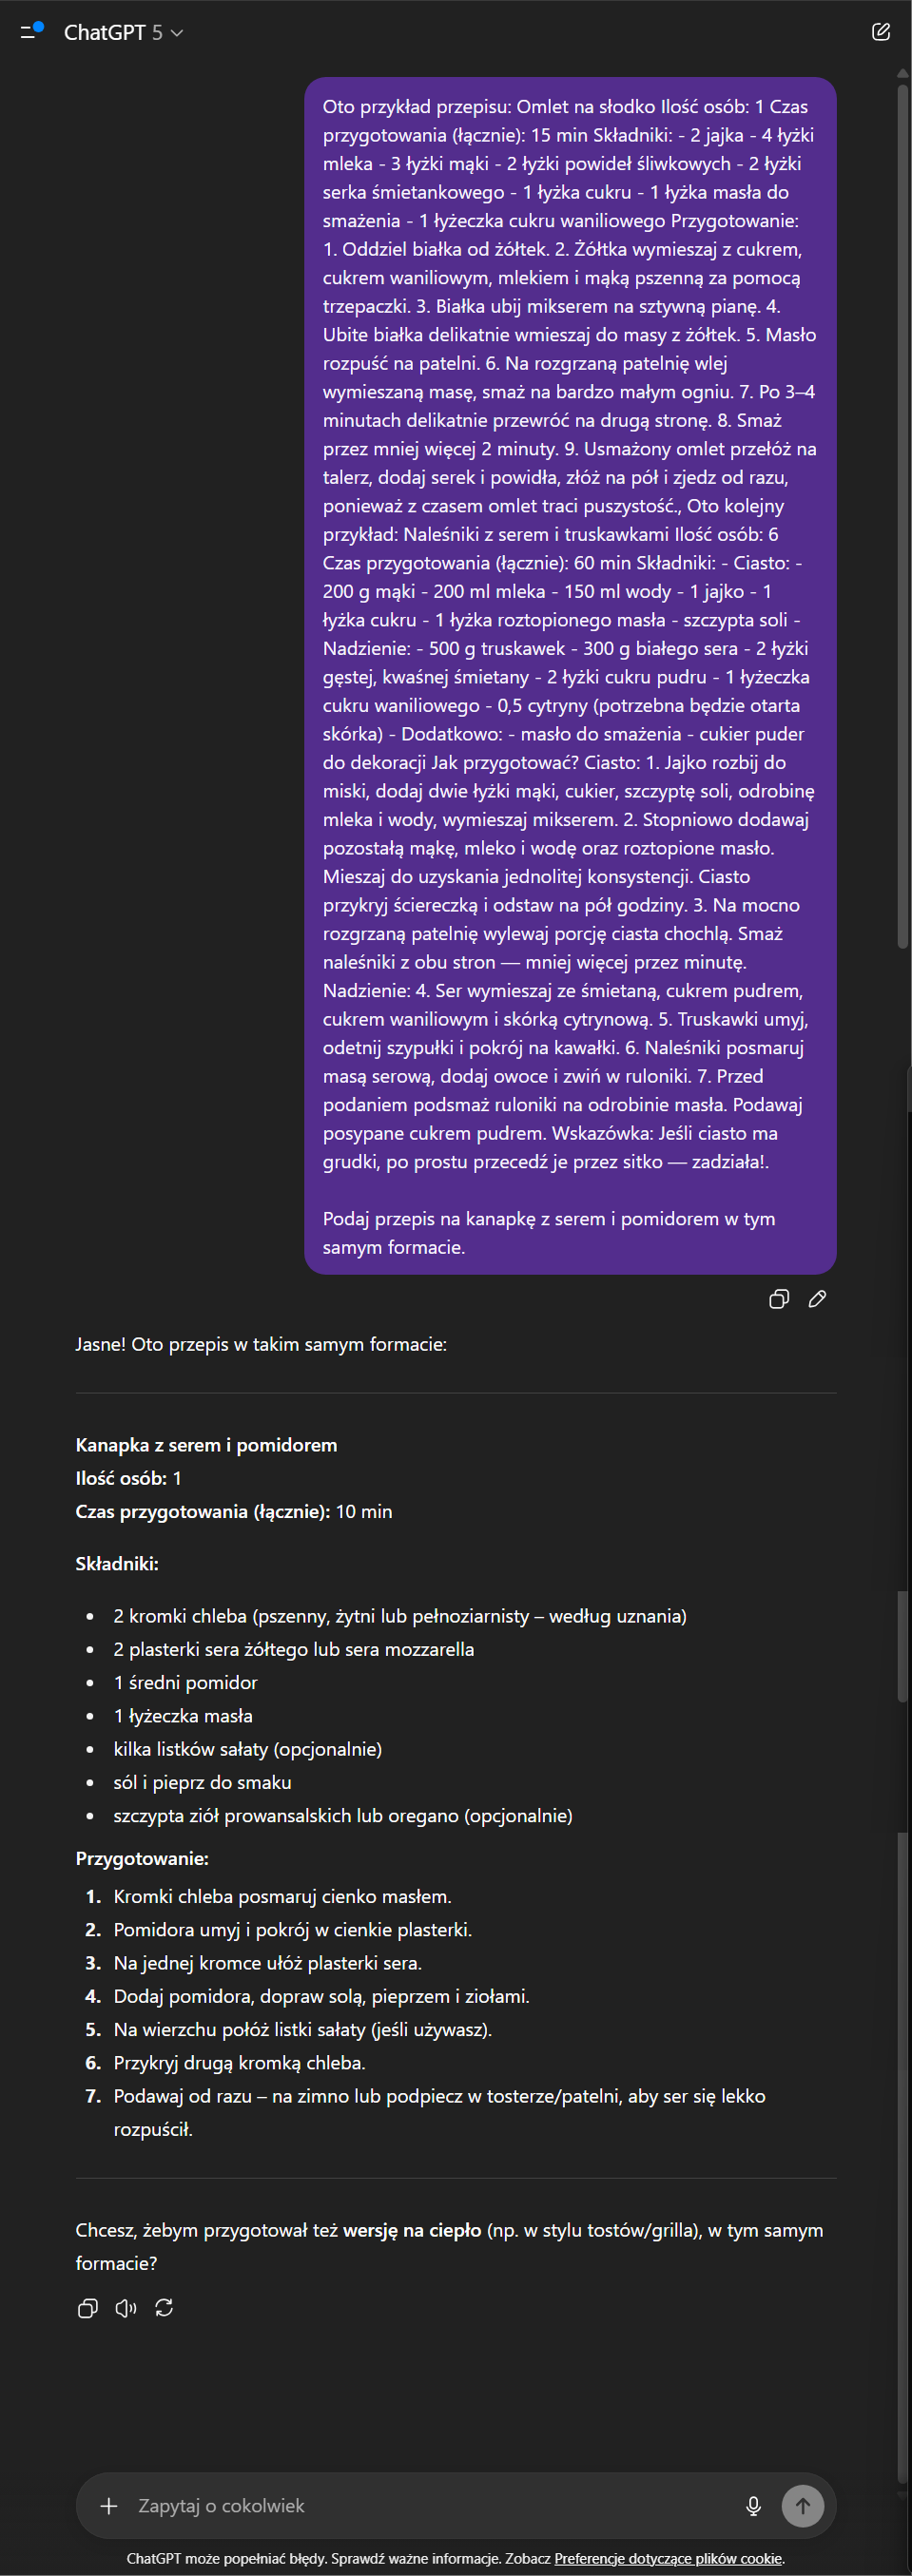 ChatGPT 5
Oto przykład przepisu: Omlet na słodko Ilość osób: 1 Czas
przygotowania (łącznie): 15 min Składniki: - 2 jajka - 4 łyżki
mleka - 3 łyżki mąki - 2 łyżki powideł śliwkowych - 2 łyżki
serka śmietankowego - 1 łyżka cukru - 1 łyżka masła do
smażenia - 1 łyżeczka cukru waniliowego Przygotowanie:
1. Oddziel białka od żółtek. 2. Żółtka wymieszaj z cukrem,
cukrem waniliowym, mlekiem i mąką pszenną za pomocą
trzepaczki. 3. Białka ubij mikserem na sztywną pianę. 4.
Ubite białka delikatnie wmieszaj do masy z żółtek. 5. Masło
rozpuść na patelni. 6. Na rozgrzaną patelnię wlej
wymieszaną masę, smaż na bardzo małym ogniu. 7. Po 3–4
minutach delikatnie przewróć na drugą stronę. 8. Smaż
przez mniej więcej 2 minuty. 9. Usmażony omlet przełóż na
talerz, dodaj serek i powidła, złóż na pół i zjedz od razu,
ponieważ z czasem omlet traci puszystość., Oto kolejny
przykład: Naleśniki z serem i truskawkami Ilość osób: 6
Czas przygotowania (łącznie): 60 min Składniki: - Ciasto: -
200 g mąki - 200 ml mleka - 150 ml wody - 1 jajko - 1
łyżka cukru - 1 łyżka roztopionego masła - szczypta soli -
Nadzienie: - 500 g truskawek - 300 g białego sera - 2 łyżki
gęstej, kwaśnej śmietany - 2 łyżki cukru pudru - 1 łyżeczka
cukru waniliowego - 0,5 cytryny (potrzebna będzie otarta
skórka) - Dodatkowo: - masło do smażenia - cukier puder
do dekoracji Jak przygotować? Ciasto: 1. Jajko rozbij do
miski, dodaj dwie łyżki mąki, cukier, szczyptę soli, odrobinę
mleka i wody, wymieszaj mikserem. 2. Stopniowo dodawaj
pozostałą mąkę, mleko i wodę oraz roztopione masło.
Mieszaj do uzyskania jednolitej konsystencji. Ciasto
przykryj ściereczką i odstaw na pół godziny. 3. Na mocno
rozgrzaną patelnię wylewaj porcję ciasta chochlą. Smaż
naleśniki z obu stron — mniej więcej przez minutę.
Nadzienie: 4. Ser wymieszaj ze śmietaną, cukrem pudrem,
cukrem waniliowym i skórką cytrynową. 5. Truskawki umyj,
odetnij szypułki i pokrój na kawałki. 6. Naleśniki posmaruj
masą serową, dodaj owoce i zwiń w ruloniki. 7. Przed
podaniem podsmaż ruloniki na odrobinie masła. Podawaj
posypane cukrem pudrem. Wskazówka: Jeśli ciasto ma
grudki, po prostu przecedź je przez sitko — zadziała!.
Podaj przepis na kanapkę z serem i pomidorem w tym
samym formacie.
Jasne! Oto przepis w takim samym formacie:
Kanapka z serem i pomidorem
Ilość osób: 1
Czas przygotowania (łącznie): 10 min
Składniki:
• 2 kromki chleba (pszenny, żytni lub pełnoziarnisty – według uznania)
• 2 plasterki sera żółtego lub sera mozzarella
• 1 średni pomidor
• 1 łyżeczka masła
• kilka listków sałaty (opcjonalnie)
• sól i pieprz do smaku
• szczypta ziół prowansalskich lub oregano (opcjonalnie)
Przygotowanie:
1. Kromki chleba posmaruj cienko masłem.
2. Pomidora umyj i pokrój w cienkie plasterki.
3. Na jednej kromce ułóż plasterki sera.
4. Dodaj pomidora, dopraw solą, pieprzem i ziołami.
5. Na wierzchu połóż listki sałaty (jeśli używasz).
6. Przykryj drugą kromką chleba.
7. Podawaj od razu – na zimno lub podpiecz w tosterze/patelni, aby ser się lekko
rozpuścił.
Chcesz, żebym przygotował też wersję na ciepło (np. w stylu tostów/grilla), w tym samym
formacie?
Zapytaj o cokolwiek
ChatGPT może popełniać błędy. Sprawdź ważne informacje. Zobacz Preferencje dotyczące plików cookie.